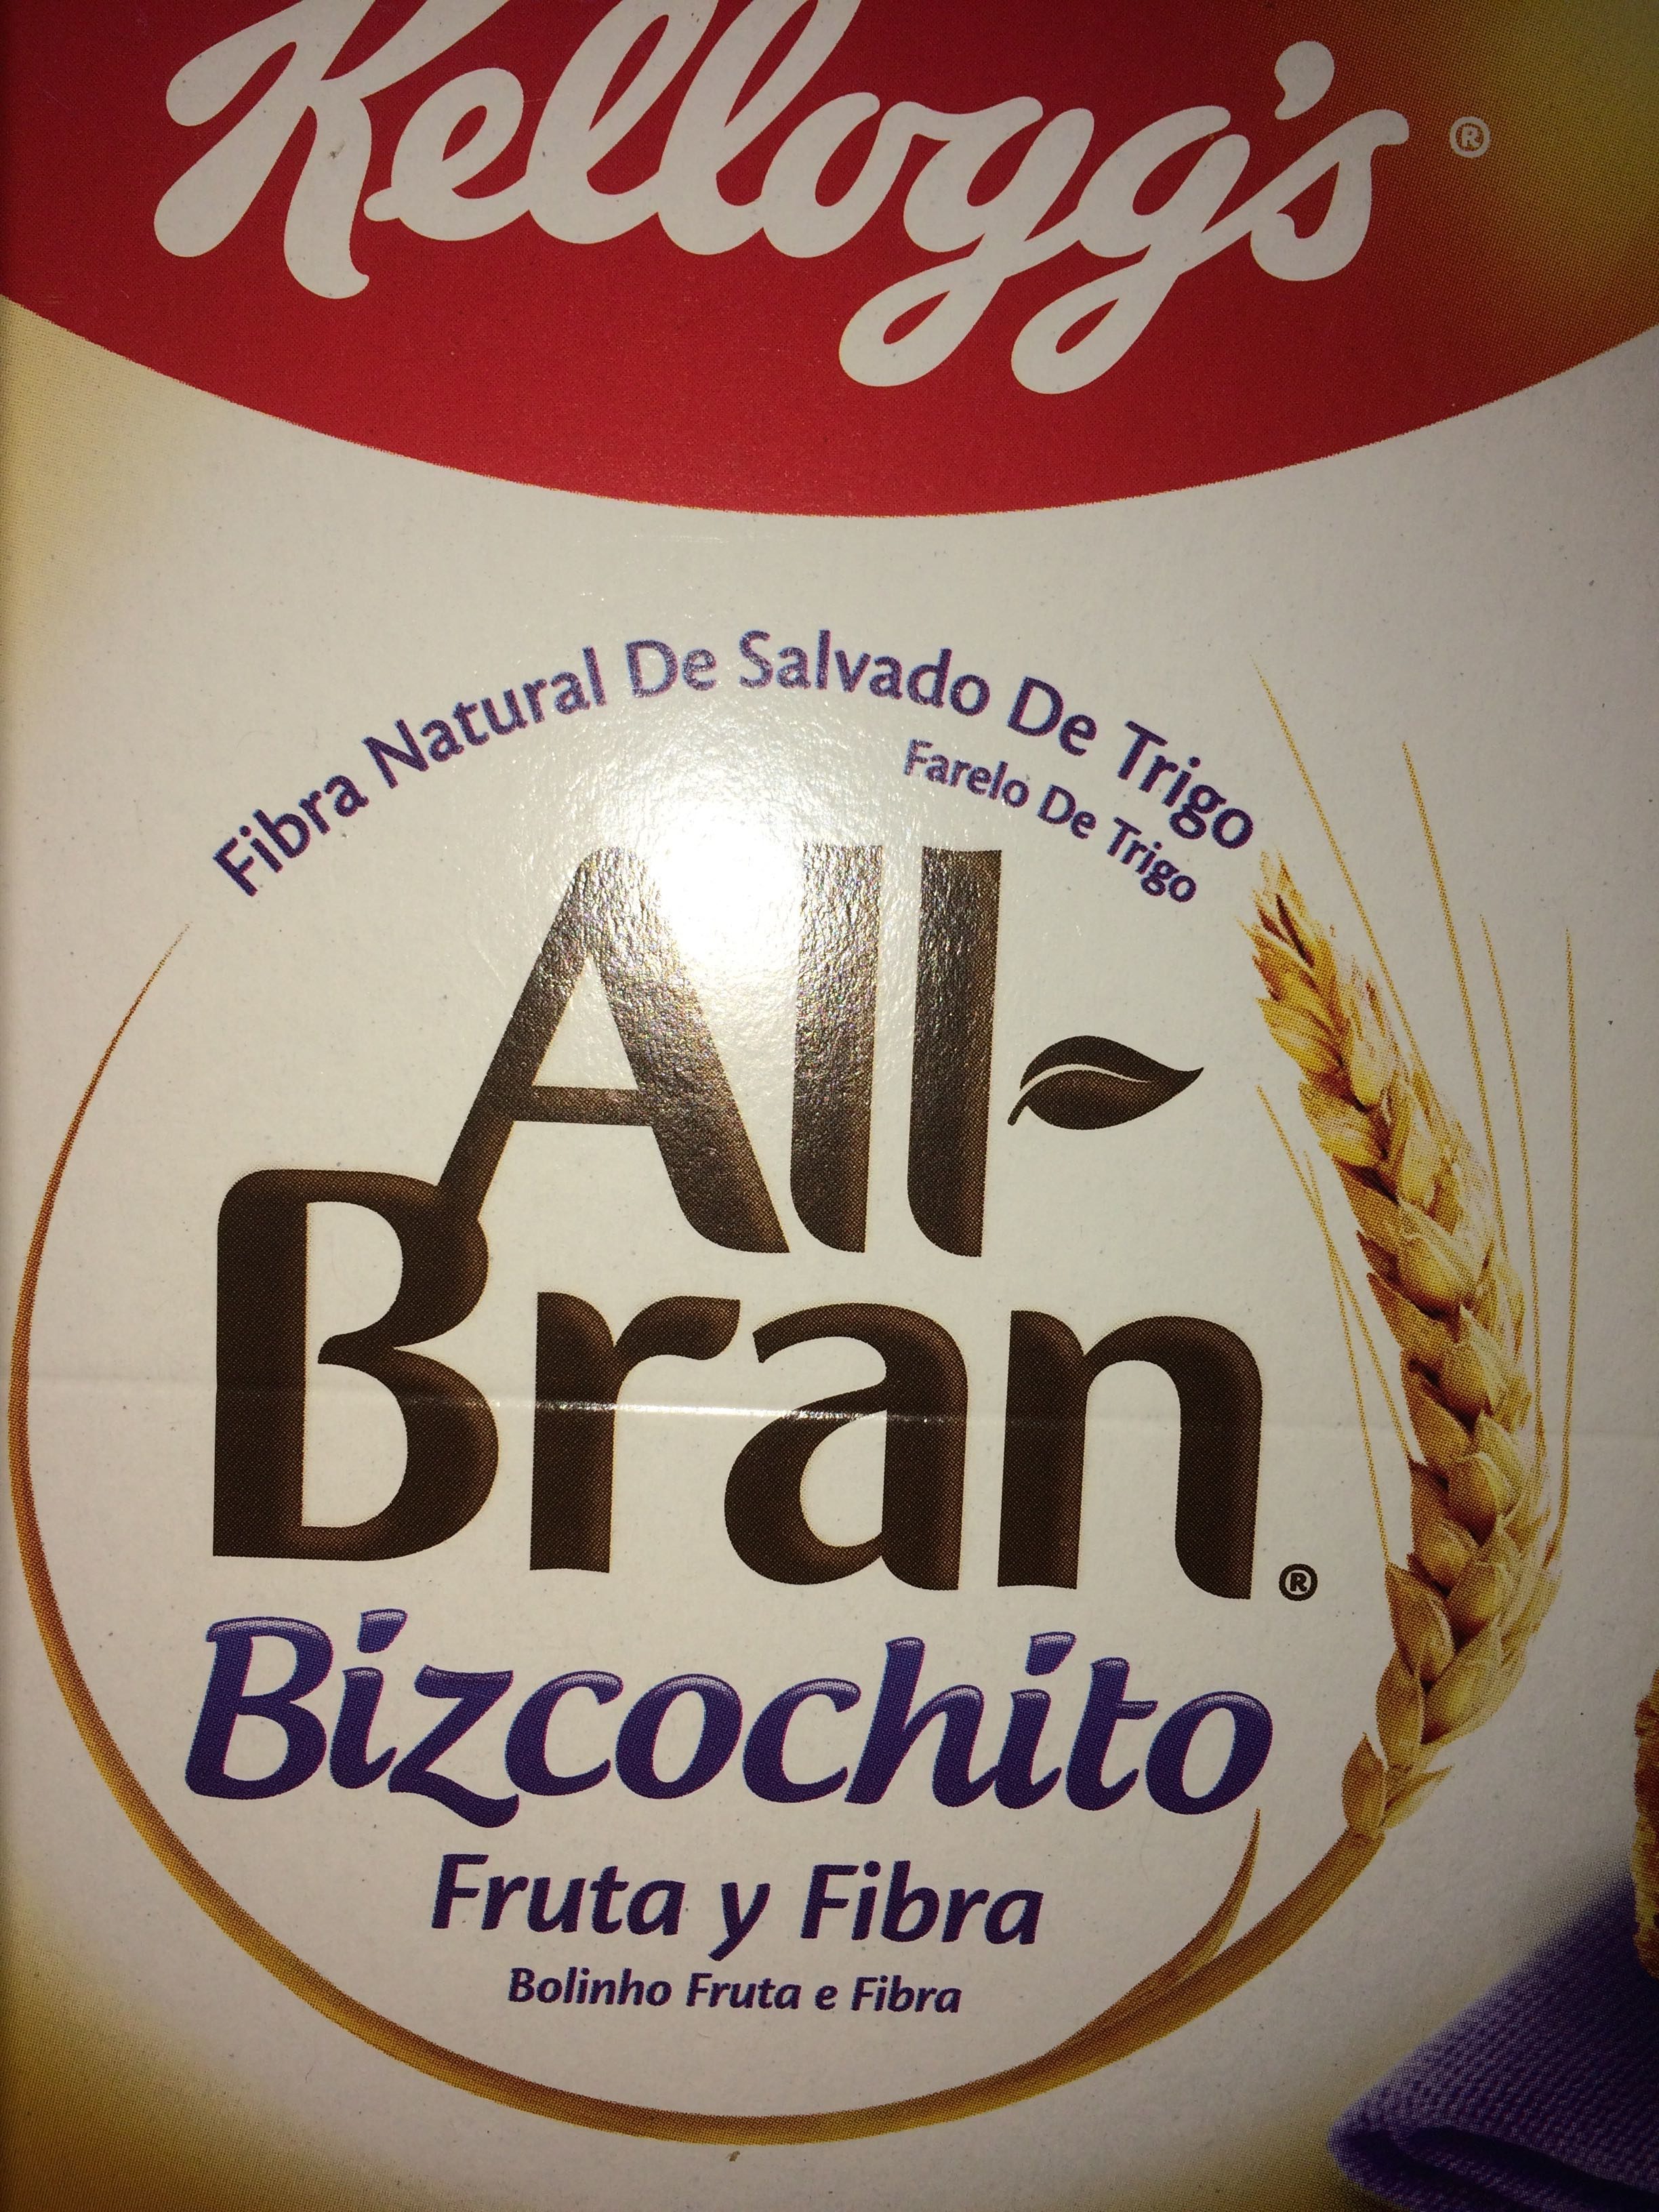 Kellogg's®
Fibra Natural De Salvado De Trigo
Farelo De Trigo
All-
Bran®
Bizcochito
Fruta y Fibra
Bolinho Fruta e Fibra